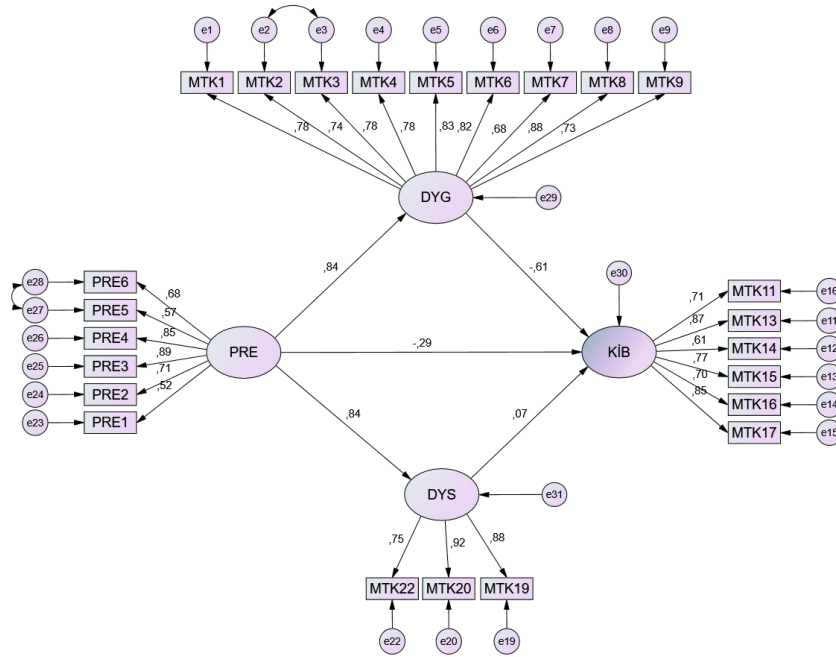 e1 e2 e3 e4 e5 e6 e7 e8 e9
MTK1 MTK2 MTK3 MTK4 MTK5 MTK6 MTK7 MTK8 MTK9
,78 ,74 ,78 ,78 ,83 ,82 ,68 ,88 ,73
DYG e29
,84 -,61
e30
e28 PRE6 ,68
e27 PRE5 ,57
e26 PRE4 ,85
e25 PRE3 ,89
e24 PRE2 ,71
e23 PRE1 ,52
PRE -,29 KİB
,71 MTK11 e16
,87 MTK13 e11
,61 MTK14 e12
,77 MTK15 e13
,70 MTK16 e14
,85 MTK17 e15
,84 ,07
DYS e31
,75 ,92 ,88
MTK22 MTK20 MTK19
e22 e20 e19